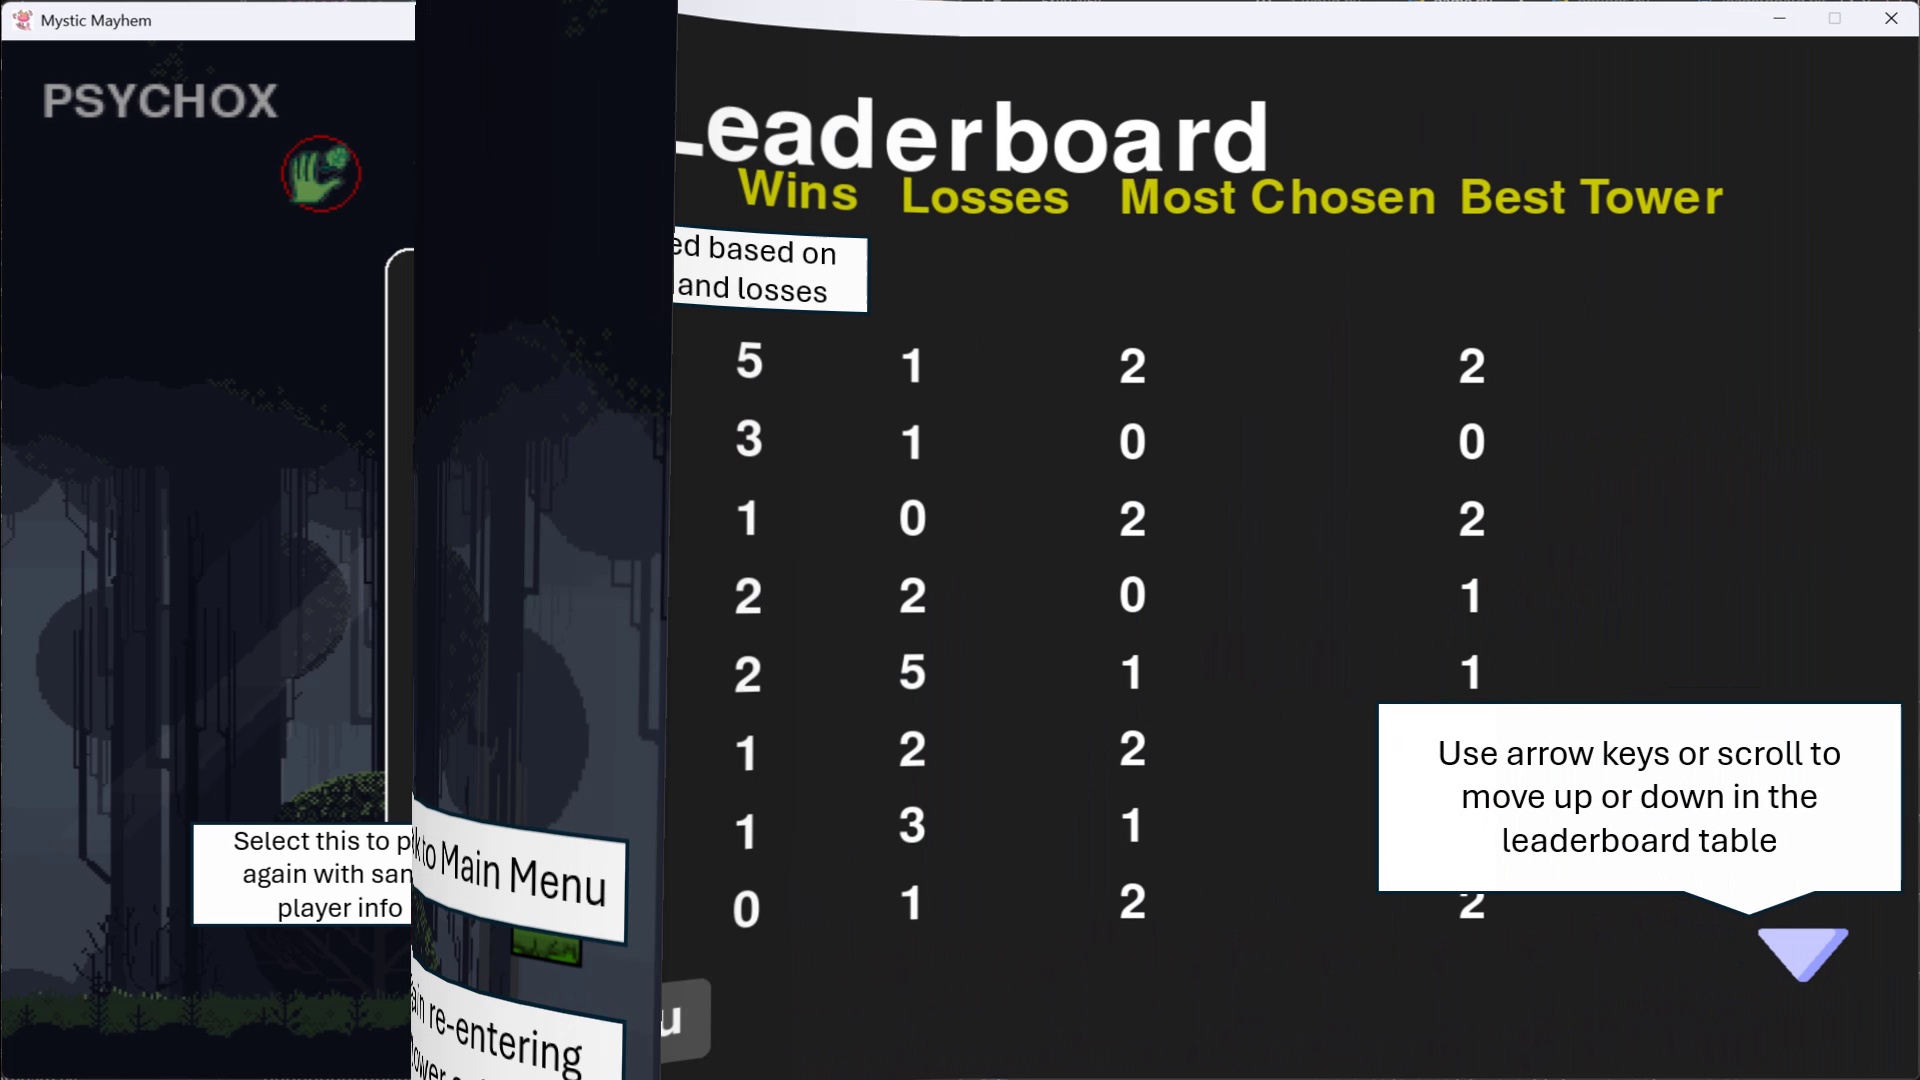 Mystic Mayhem
PSYCHOX
Leaderboard
Wins Losses Most Chosen Best Tower
based on
and losses
5 1 2 2
3 1 0 0
1 0 2 2
2 2 0 1
2 5 1 1
1 2 2
1 3 1
0 1 2 2
Use arrow keys or scroll to
move up or down in the
leaderboard table
Select this to
again with
player info
to Main Menu
re-entering